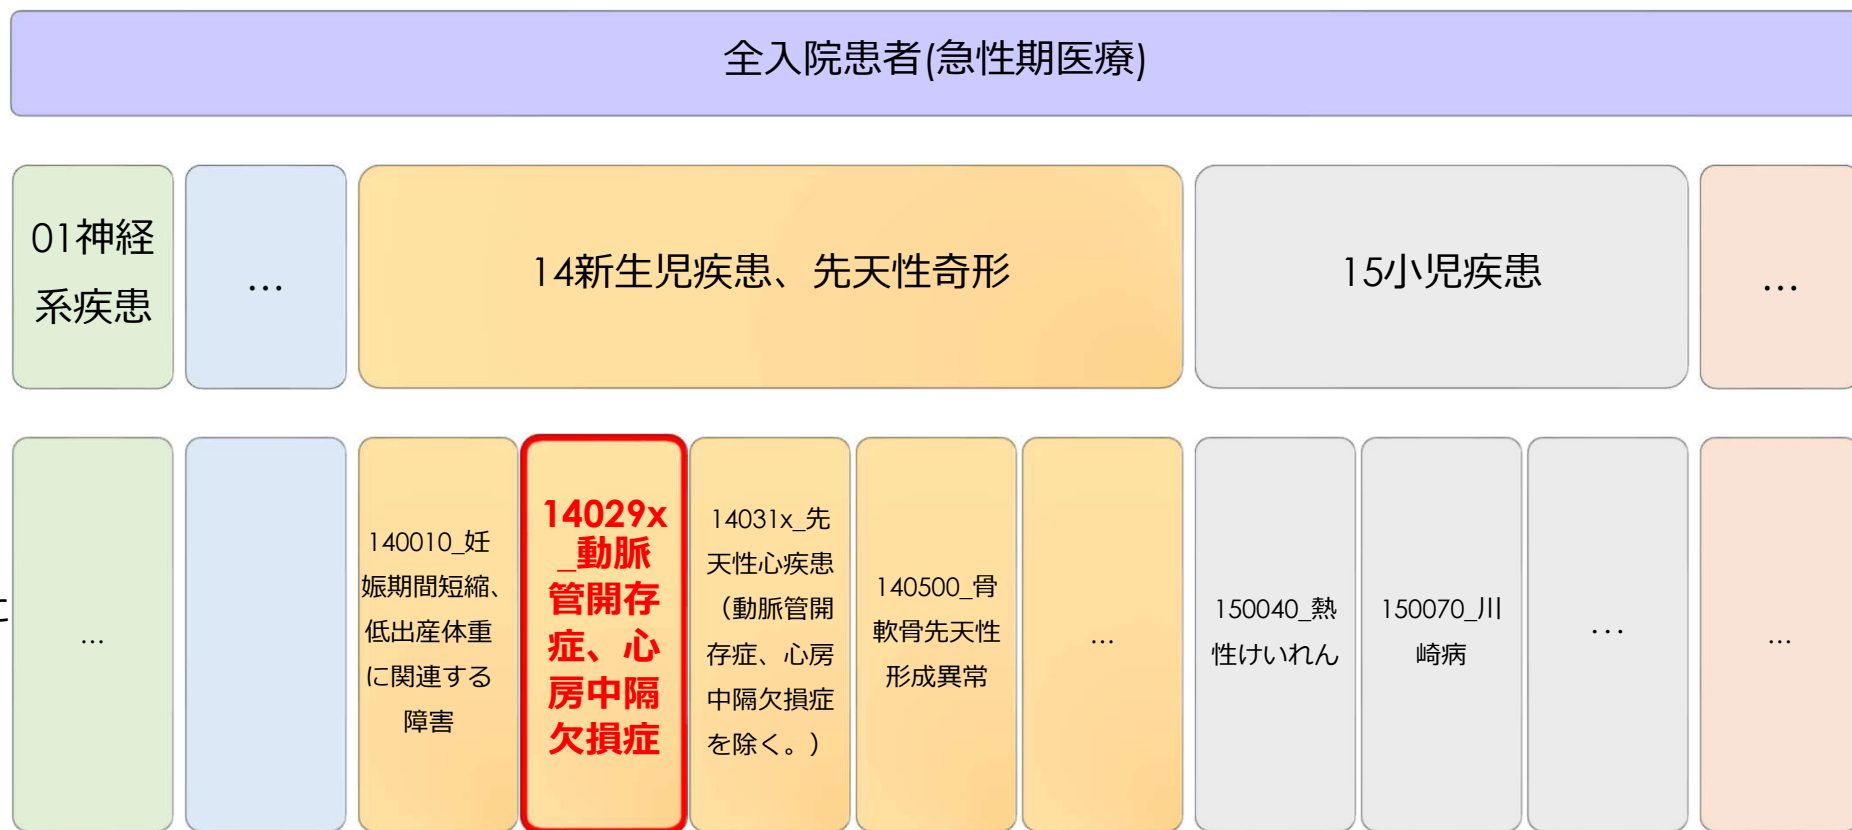 全入院患者(急性期医療)
01神経
系疾患
…
14新生児疾患、先天性奇形
15小児疾患
…
に
…
140010_妊
娠期間短縮、
低出産体重
に関連する
障害
14029x
_動脈
管開存
症、心
房中隔
欠損症
14031x_先
天性心疾患
（動脈管開
存症、心房
中隔欠損症
を除く。）
140500_骨
軟骨先天性
形成異常
…
150040_熱
性けいれん
150070_川
崎病
…
…